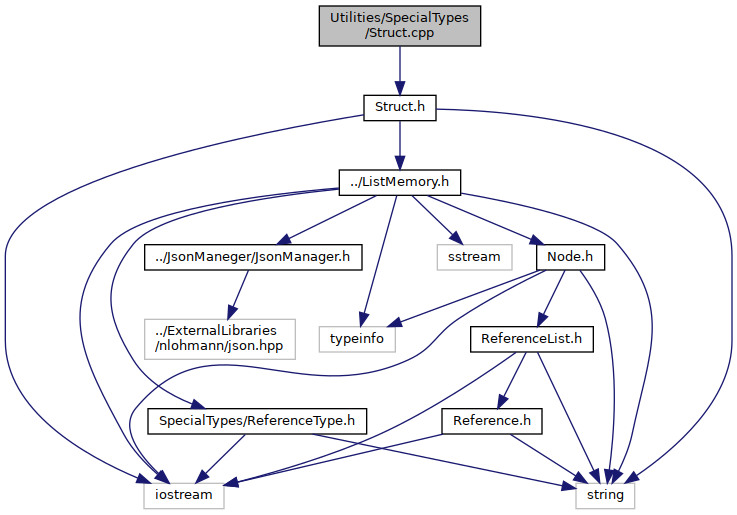 Utilities/SpecialTypes
/Struct.cpp
Struct.h
../ListMemory.h
../JsonManeger/JsonManager.h
sstream
Node.h
../ExternalLibraries
/nlohmann/json.hpp
typeinfo
ReferenceList.h
SpecialTypes/ReferenceType.h
Reference.h
iostream
string